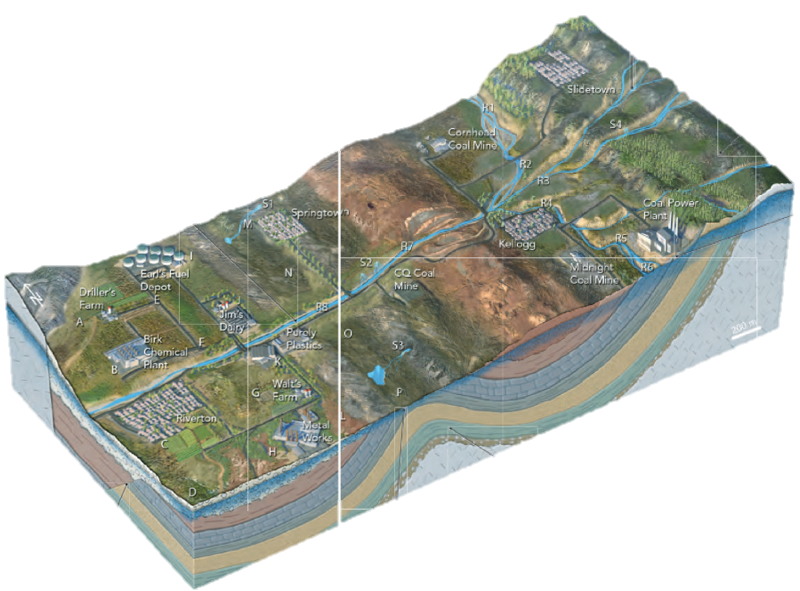 Slidetown
R1
S4
Cornhead
Coal Mine
R2
R3
S1
M
Springtown
R4
Coal Power
Plant
Kellogg
R5
R7
I
Earl's Fuel
Depot
S2
Midnight
Coal Mine
R6
N
CQ Coal
Mine
N
Driller's
Farm
E
R8
200 m
A
Jim's
Dairy
Birk
Chemical
Plant
F
Purely
Plastics
O
S3
B
K
G
Walt's
Farm
P
Riverton
L
Metal
Works
C
H
D